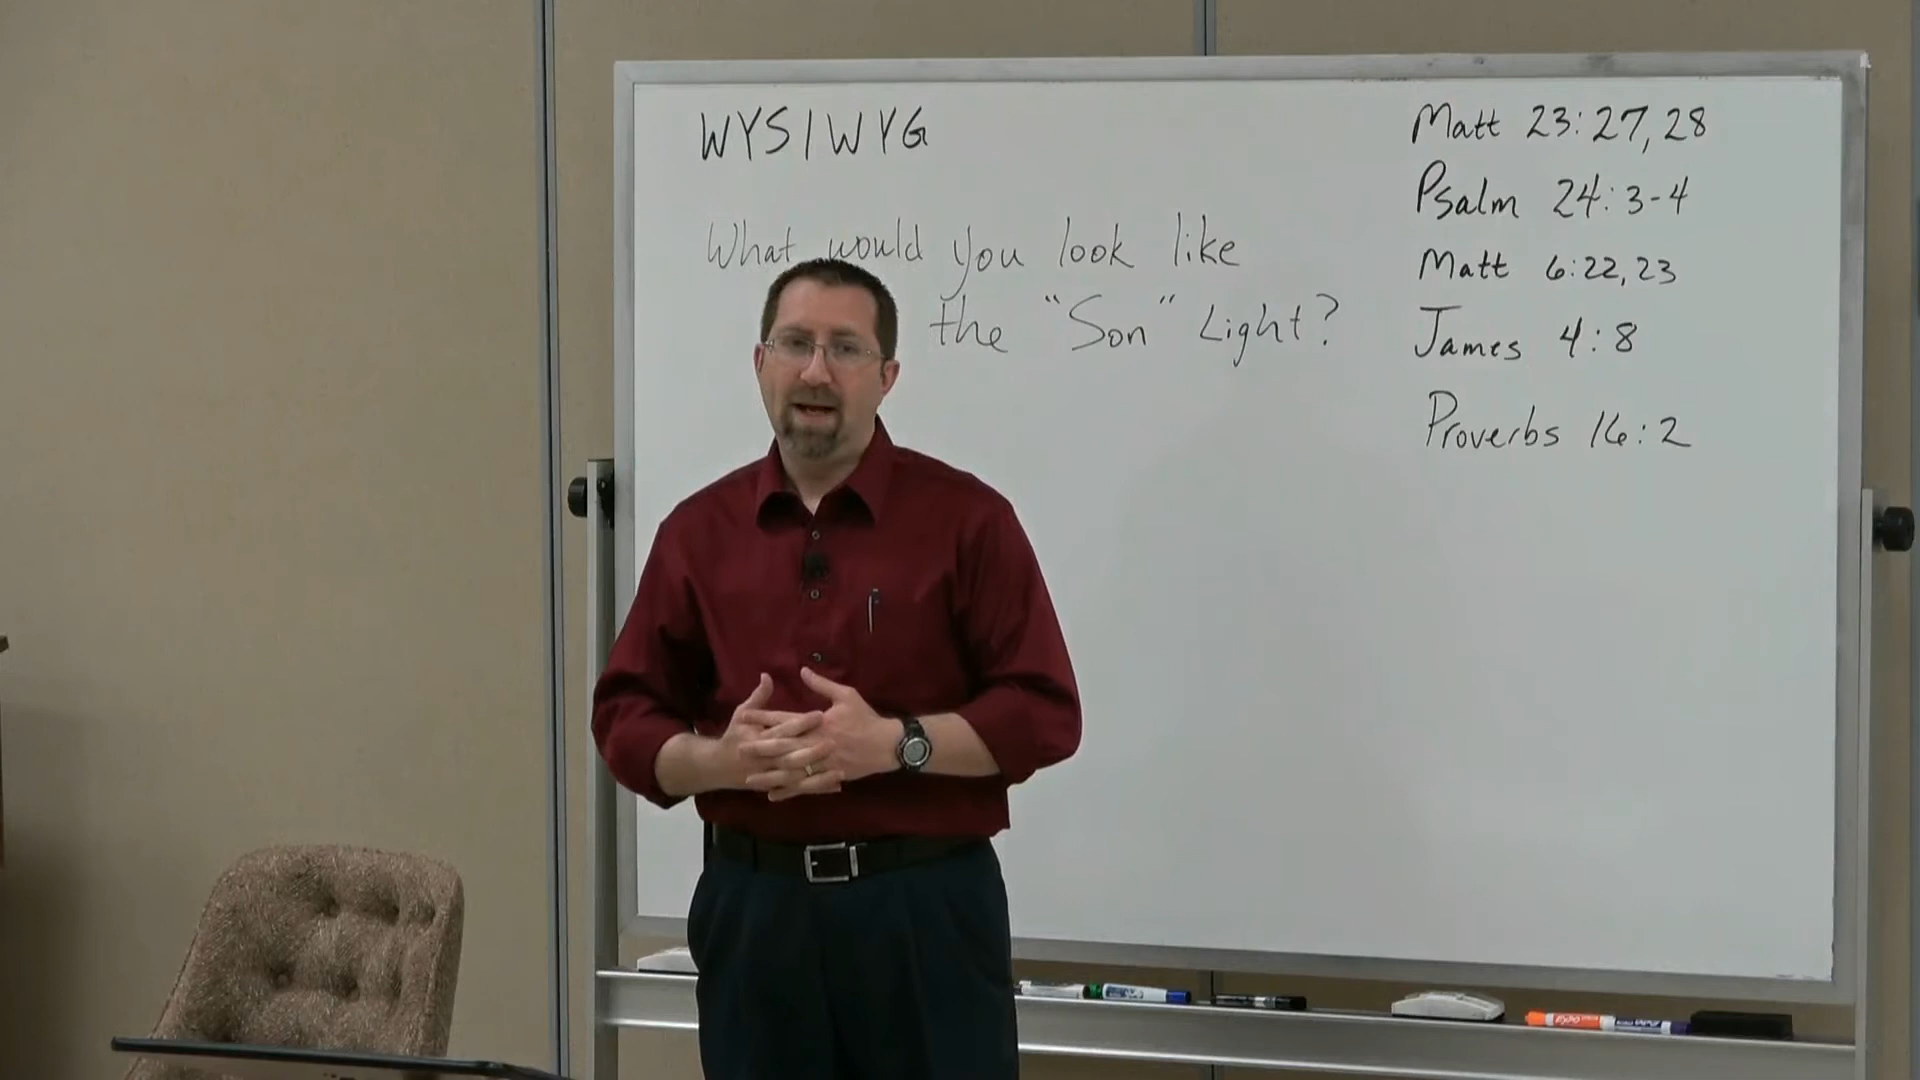 WYSIWYG
What would you look like
the "Son" Light?
Matt 23:27,28
Psalm 24:3-4
Matt 6:22,23
James 4:8
Proverbs 16:2
EXPO